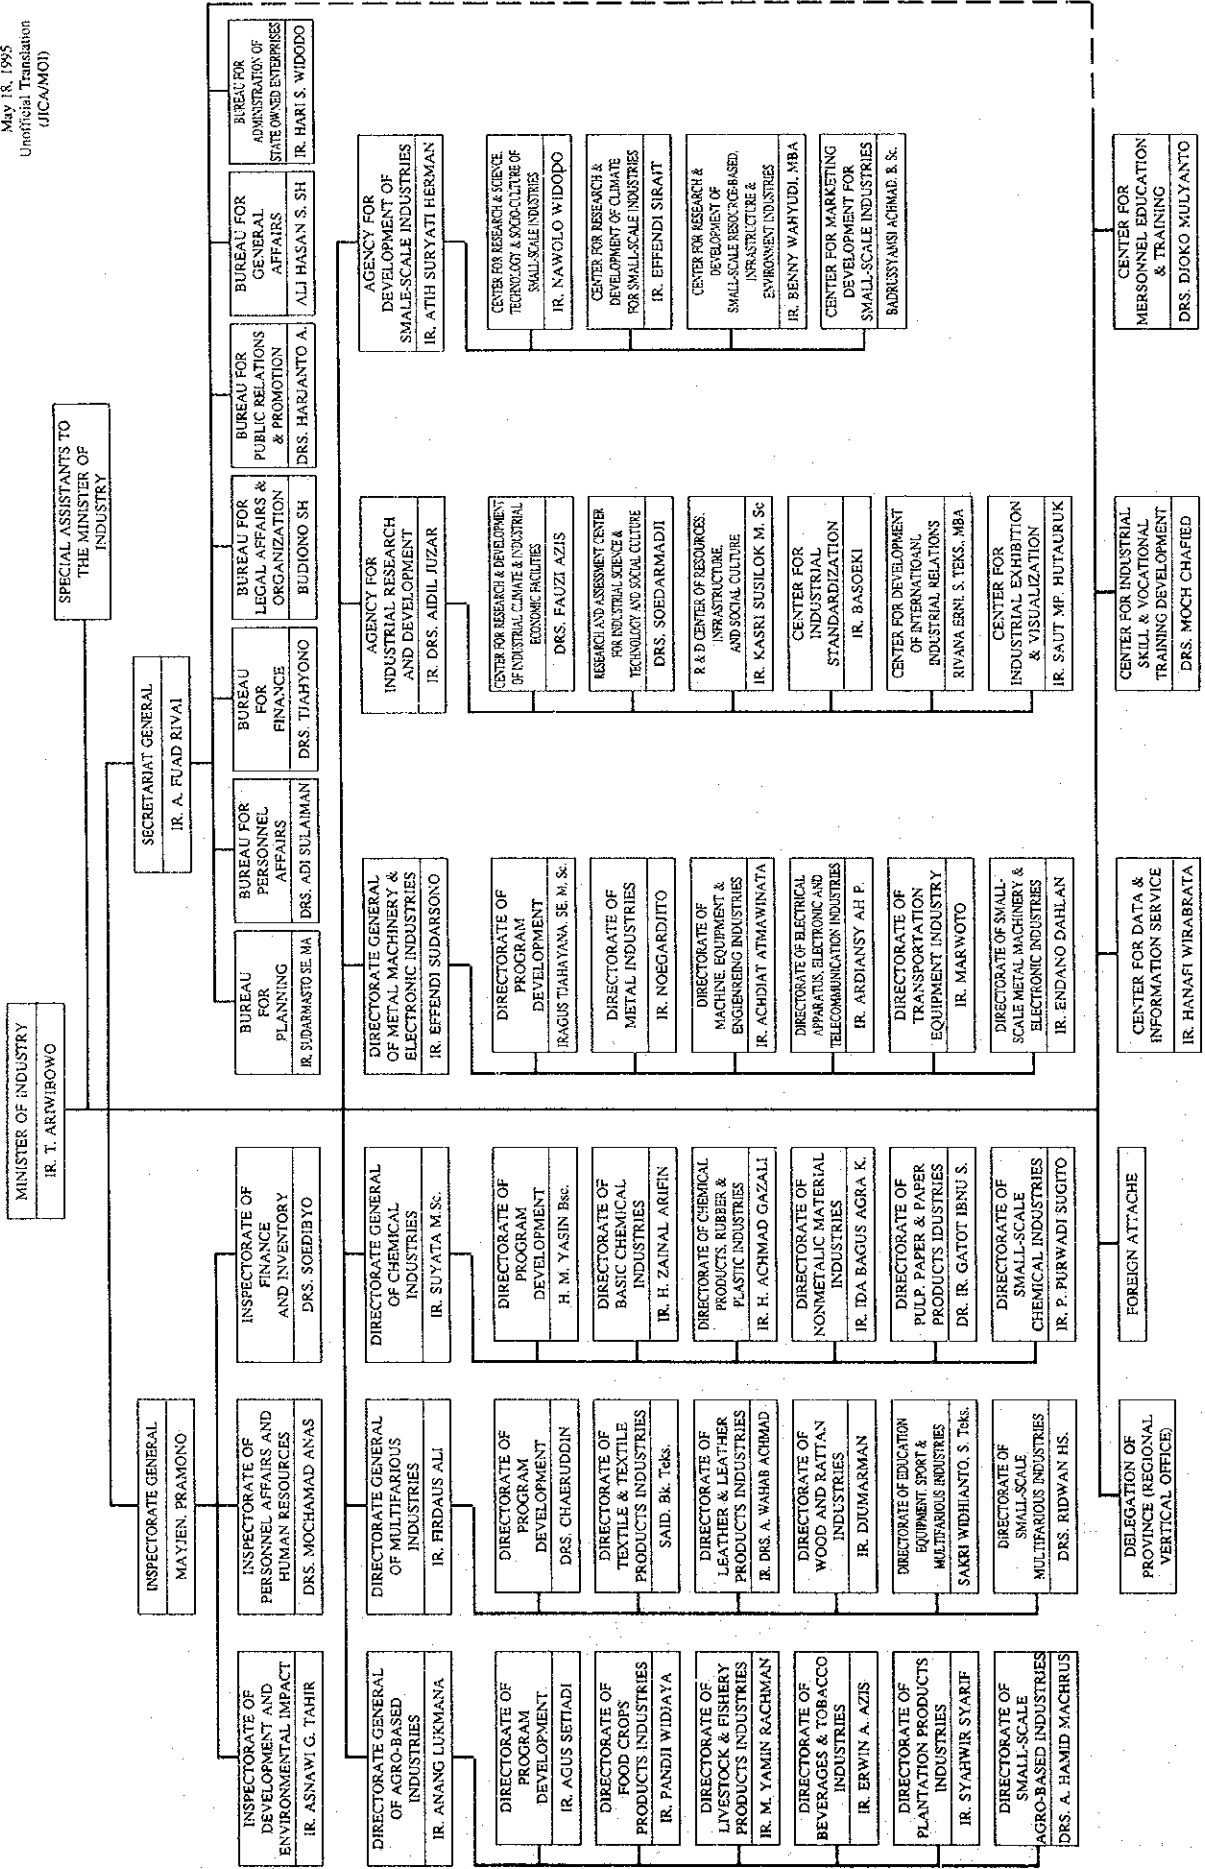 May 18, 1995
Unofficial Translation
(JICA/MOI)
MINISTER OF INDUSTRY
IR. T. ARIWIBOWO
SPECIAL ASSISTANTS TO
THE MINISTER OF
INDUSTRY
INSPECTORATE GENERAL
MAYJEN. PRAMONO
SECRETARIAT GENERAL
IR. A. FUAD RIVAI
INSPECTORATE OF
DEVELOPMENT AND
ENVIRONMENTAL IMPACT
IR. ASNAWI G. TAHIR
INSPECTORATE OF
PERSONNEL AFFAIRS AND
HUMAN RESOURCES
DRS. MOCHAMAD ANAS
INSPECTORATE OF
FINANCE
AND INVENTORY
DRS. SOEDIBYO
BUREAU
FOR
PLANNING
IR. SUDARMASTO SE. MA
BUREAU FOR
PERSONNEL
AFFAIRS
DRS. ADI SULAIMAN
BUREAU
FOR
FINANCE
DRS. TJAHYONO
BUREAU FOR
LEGAL AFFAIRS &
ORGANIZATION
BUDIONO SH
BUREAU FOR
PUBLIC RELATIONS
& PROMOTION
DRS. HARJANTO A.
BUREAU FOR
GENERAL
AFFAIRS
ALI HASAN S. SH
BUREAU FOR
ADMINISTRATION OF
STATE OWNED ENTERPRISES
IR. HARI S. WIDODO
DIRECTORATE GENERAL
OF AGRO-BASED
INDUSTRIES
IR. ANANG LUKMANA
DIRECTORATE GENERAL
OF MULTIFARIOUS
INDUSTRIES
IR. FIRDAUS ALI
DIRECTORATE GENERAL
OF CHEMICAL
INDUSTRIES
IR. SUYATA M.Sc.
DIRECTORATE GENERAL
OF METAL MACHINERY &
ELECTRONIC INDUSTRIES
IR. EFFENDI SUDARSONO
AGENCY FOR
INDUSTRIAL RESEARCH
AND DEVELOPMENT
IR. DRS. AIDIL JUZAR
AGENCY FOR
DEVELOPMENT OF
SMALE-SCALE INDUSTRIES
IR. ATIH SURYATI HERMAN
DIRECTORATE OF
PROGRAM
DEVELOPMENT
IR. AGUS SETIADI
DIRECTORATE OF
FOOD CROPS
PRODUCTS INDUSTRIES
IR. PANDJI WIDJAYA
DIRECTORATE OF
LIVESTOCK & FISHERY
PRODUCTS INDUSTRIES
IR. M. YAMIN RACHMAN
DIRECTORATE OF
BEVERAGES & TOBACCO
INDUSTRIES
IR. ERWIN A. AZIS
DIRECTORATE OF
PLANTATION PRODUCTS
INDUSTRIES
IR. SYAHWIR SYARIF
DIRECTORATE OF
SMALL-SCALE
AGRO-BASED INDUSTRIES
DRS. A. HAMID MACHRUS
DIRECTORATE OF
PROGRAM
DEVELOPMENT
DRS. CHAERUDDIN
DIRECTORATE OF
TEXTILE & TEXTILE
PRODUCTS INDUSTRIES
SAID. Bk. Teks.
DIRECTORATE OF
LEATHER & LEATHER
PRODUCTS INDUSTRIES
IR. DRS. A. WAHAB ACHMAD
DIRECTORATE OF
WOOD AND RATTAN
INDUSTRIES
IR. DJUMARMAN
DIRECTORATE OF EDUCATION
EQUIPMENT, SPORT &
MULTIFARIOUS INDUSTRIES
SAKRI WIDHIANTO, S. Teks.
DIRECTORATE OF
SMALL-SCALE
MULTIFARIOUS INDUSTRIES
DRS. RIDWAN HS.
DIRECTORATE OF
PROGRAM
DEVELOPMENT
H. M. YASIN Bsc.
DIRECTORATE OF
BASIC CHEMICAL
INDUSTRIES
IR. H. ZAINAL ARIFIN
DIRECTORATE OF CHEMICAL
PRODUCTS, RUBBER &
PLASTIC INDUSTRIES
IR. H. ACHMAD GAZALI
DIRECTORATE OF
NONMETALIC MATERIAL
INDUSTRIES
IR. IDA BAGUS AGRA K.
DIRECTORATE OF
PULP, PAPER & PAPER
PRODUCTS IDUSTRIES
DR. IR. GATOT IBNU S.
DIRECTORATE OF
SMALL-SCALE
CHEMICAL INDUSTRIES
IR. P. PURWADI SUGITO
DIRECTORATE OF
PROGRAM
DEVELOPMENT
IRAGUS TJAHAYANA, SE, M. Sc.
DIRECTORATE OF
METAL INDUSTRIES
IR. NOEGARDJITO
DIRECTORATE OF
MACHINE, EQUIPMENT &
ENGIENREING INDUSTRIES
IR. ACHDIAT ATMAWINATA
DIRECTORATE OF ELECTRICAL
APPARATUS, ELECTRONIC AND
TELECOMMUNICATION INDUSTRIES
IR. ARDIANSY AH P.
DIRECTORATE OF
TRANSPORTATION
EQUIPMENT INDUSTRY
IR. MARWOTO
DIRECTORATE OF SMALL-
SCALE METAL MACHINERY &
ELECTRONIC INDUSTRIES
IR. ENDANO DAHLAN
CENTER FOR RESEARCH & DEVELOPMENT
OF INDUSTRIAL CLIMATE & INDUSTRIAL
ECONOMIC FACILITIES
DRS. FAUZI AZIS
RESEARCH AND ASSESSMENT CENTER
FOR INDUSTRIAL SCIENCE &
TECHNOLOGY AND SOCIAL CULTURE
DRS. SOEDARMADJI
R & D CENTER OF RESOURCES,
INFRASTRUCTURE,
AND SOCIAL CULTURE
IR. KASRI SUSILOK M. Sc
CENTER FOR
INDUSTRIAL
STANDARDIZATION
IR. BASOEKI
CENTER FOR DEVELOPMENT
OF INTERNATIOANL
INDUSTRIAL RELATIONS
RIVANA ERNI. S. TEKS., MBA
CENTER FOR
INDUSTRIAL EXHIBITION
& VISUALIZATION
IR. SAUT MP. HUTAURUK
CENTER FOR RESEARCH & SCIENCE,
TECHNOLOGY & SOCIO-CULTURE OF
SMALL-SCALE INDUSTRIES
IR. NAWOLO WIDOPO
CENTER FOR RESEARCH &
DEVELOPMENT OF CLIMATE
FOR SMALL-SCALE INDUSTRIES
IR. EFFENDI SIRAIT
CENTER FOR RESEARCH &
DEVELOPMENT OF
SMALL-SCALE RESOURCE-BASED,
INFRASTRUCTURE &
ENVIRONMENT INDUSTRIES
IR. BENNY WAHYUDI, MBA
CENTER FOR MARKETING
DEVELOPMENT FOR
SMALL-SCALE INDUSTRIES
BADRUSSYAMSI ACHMAD. B. Sc.
DELEGATION OF
PROVINCE (REGIONAL
VERTICAL OFFICE)
FOREIGN ATTACHE
CENTER FOR DATA &
INFORMATION SERVICE
IR. HANAFI WIRABRATA
CENTER FOR INDUSTRIAL
SKILL & VOCATIONAL
TRAINING DEVELOPMENT
DRS. MOCH CHAFIED
CENTER FOR
MERSONNEL EDUCATION
& TRAINING
DRS. DJOKO MULYANTO